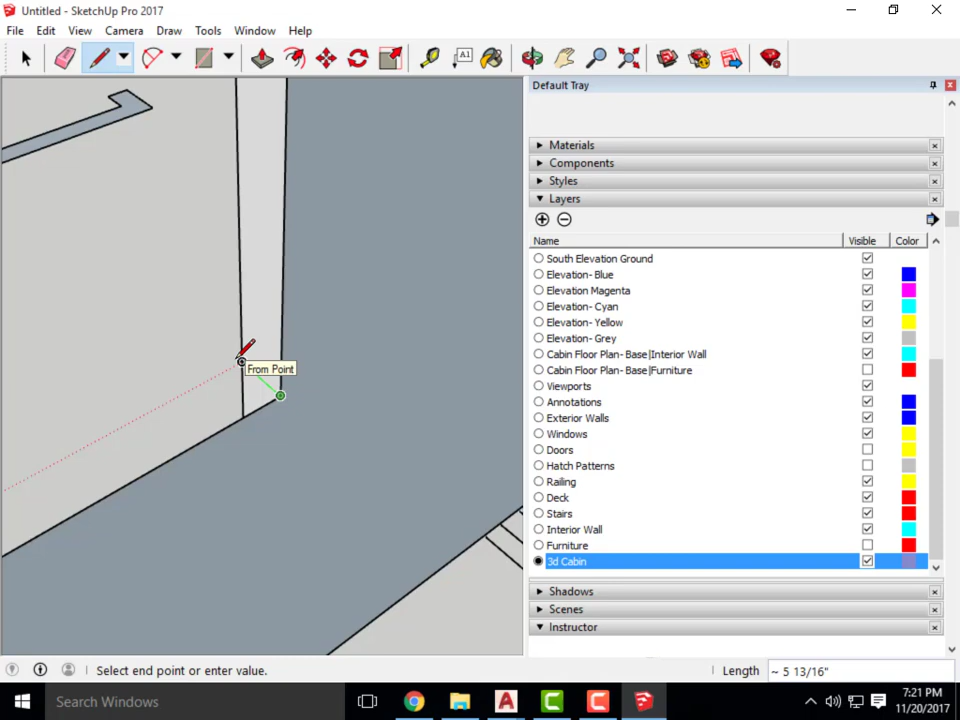 Untitled - SketchUp Pro 2017
File Edit View Camera Draw Tools Window Help
A1
Default Tray
Materials
Components
Styles
Layers
Name Visible Color
South Elevation Ground
Elevation- Blue
Elevation Magenta
Elevation- Cyan
Elevation- Yellow
Elevation- Grey
Cabin Floor Plan- Base|Interior Wall
Cabin Floor Plan- Base|Furniture
Viewports
Annotations
Exterior Walls
Windows
Doors
Hatch Patterns
Railing
Deck
Stairs
Interior Wall
Furniture
3d Cabin
Shadows
Scenes
Instructor
From Point
Select end point or enter value.
Length ~ 5 13/16"
Search Windows
7:21 PM
11/20/2017